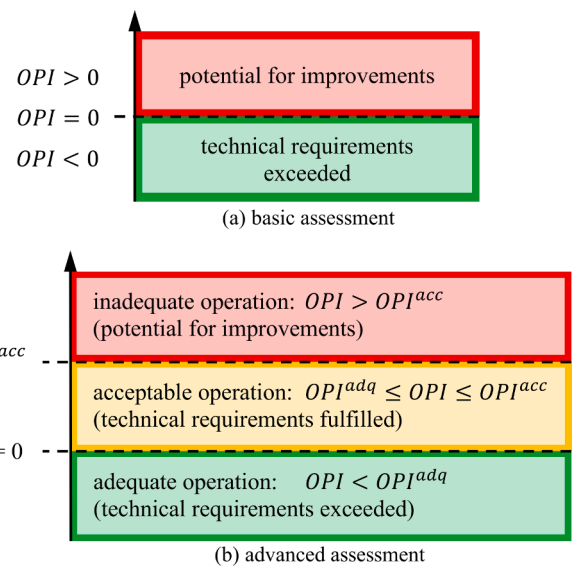 OPI > 0
potential for improvements
OPI = 0
OPI < 0
technical requirements
exceeded
(a) basic assessment
inadequate operation: OPI > OPI^acc
(potential for improvements)
acc
acceptable operation: OPI^adq ≤ OPI ≤ OPI^acc
(technical requirements fulfilled)
= 0
adequate operation: OPI < OPI^adq
(technical requirements exceeded)
(b) advanced assessment